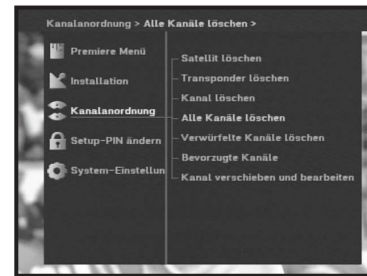 Kanalanordnung > Alle Kanäle löschen >
Premiere Menü
Installation
Kanalanordnung
Setup-PIN ändern
System-Einstellun
Satellit löschen
Transponder löschen
Kanal löschen
Alle Kanäle löschen
Verwürfelte Kanäle löschen
Bevorzugte Kanäle
Kanal verschieben und bearbeiten